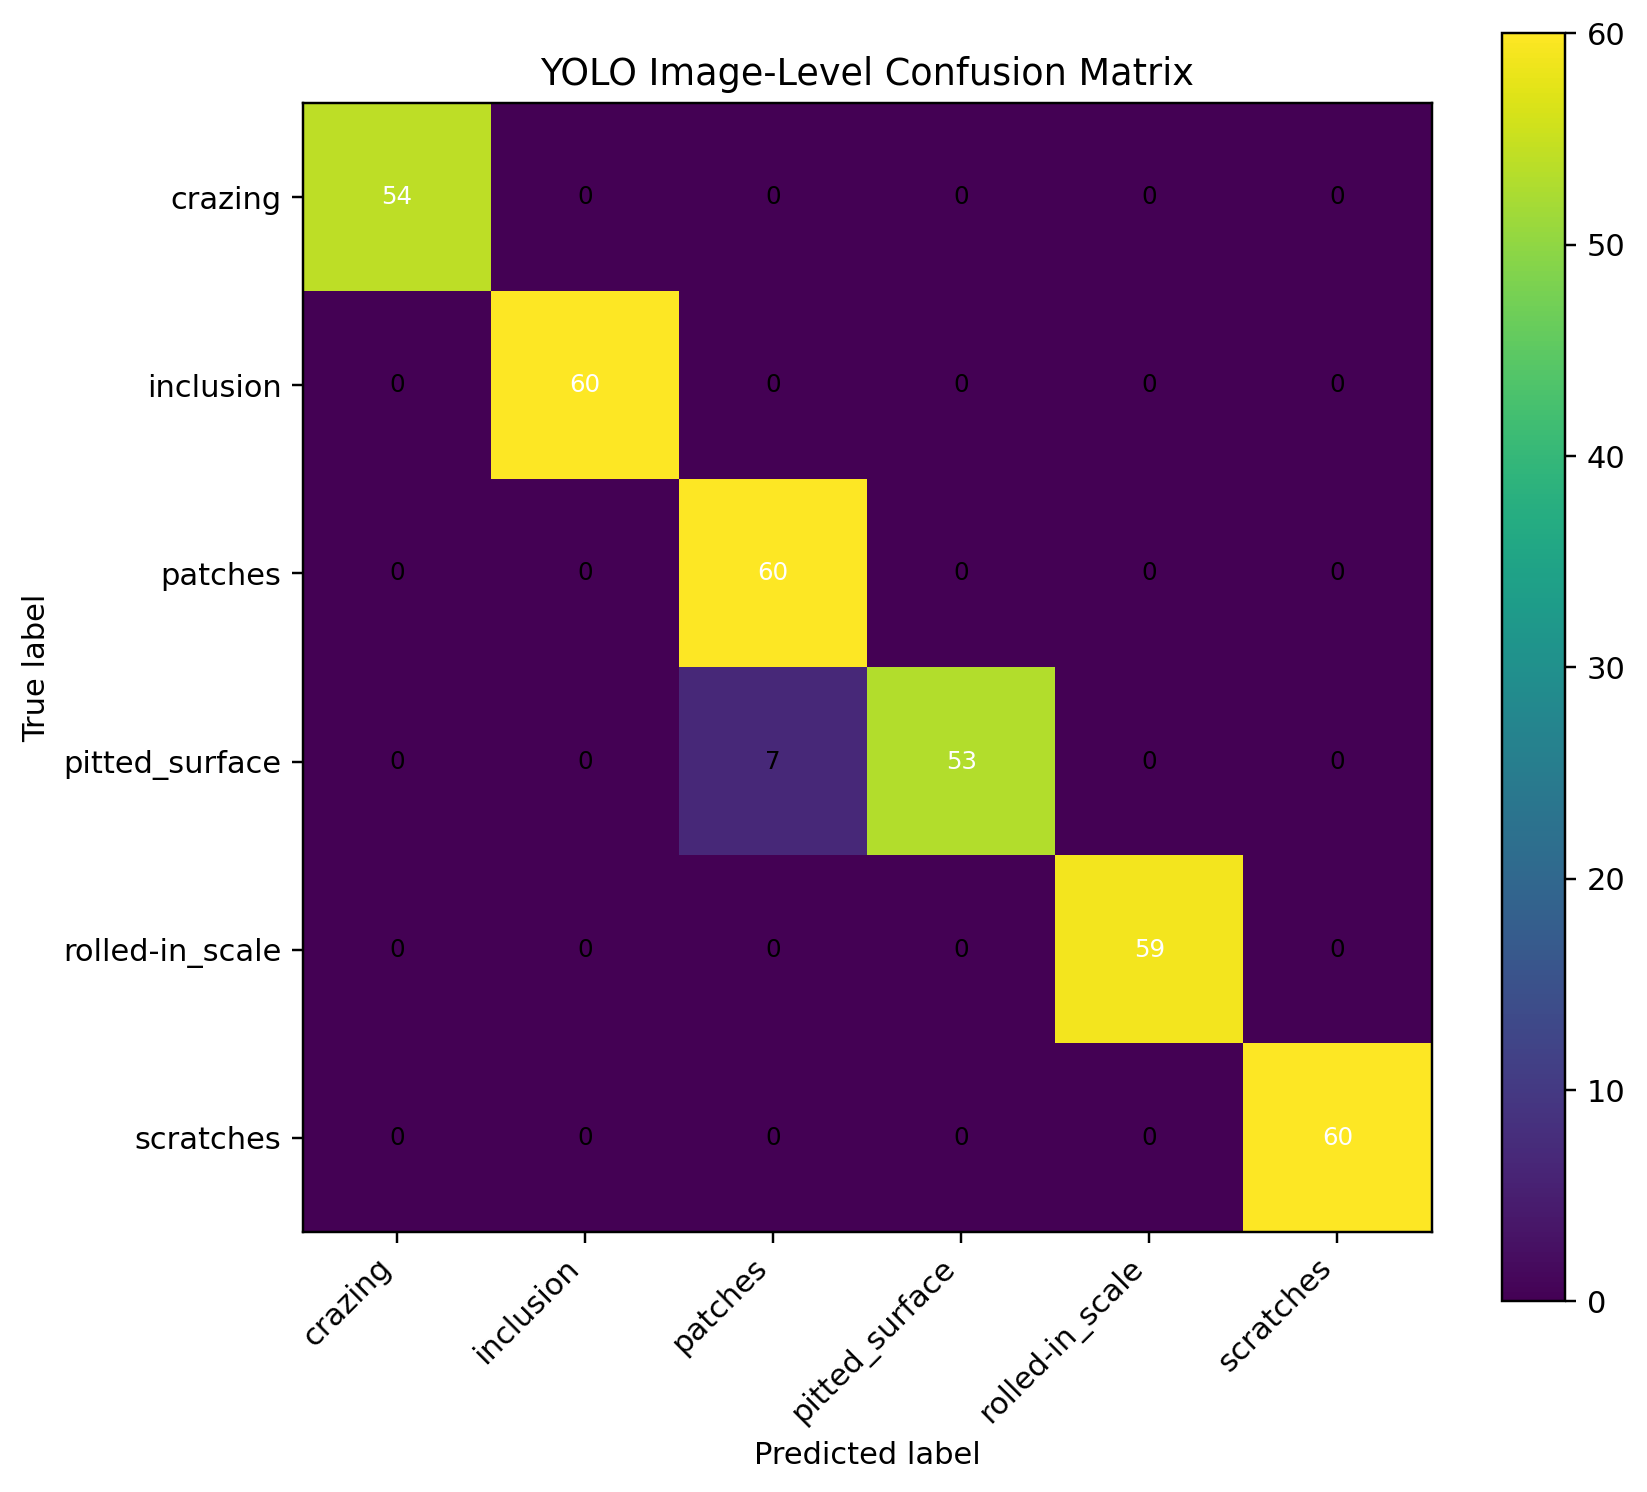 YOLO Image-Level Confusion Matrix
crazing 54 0 0 0 0 0
inclusion 0 60 0 0 0 0
patches 0 0 60 0 0 0
pitted_surface 0 0 7 53 0 0
rolled-in_scale 0 0 0 0 59 0
scratches 0 0 0 0 0 60
True label
crazing inclusion patches pitted_surface rolled-in_scale scratches
Predicted label
60
50
40
30
20
10
0